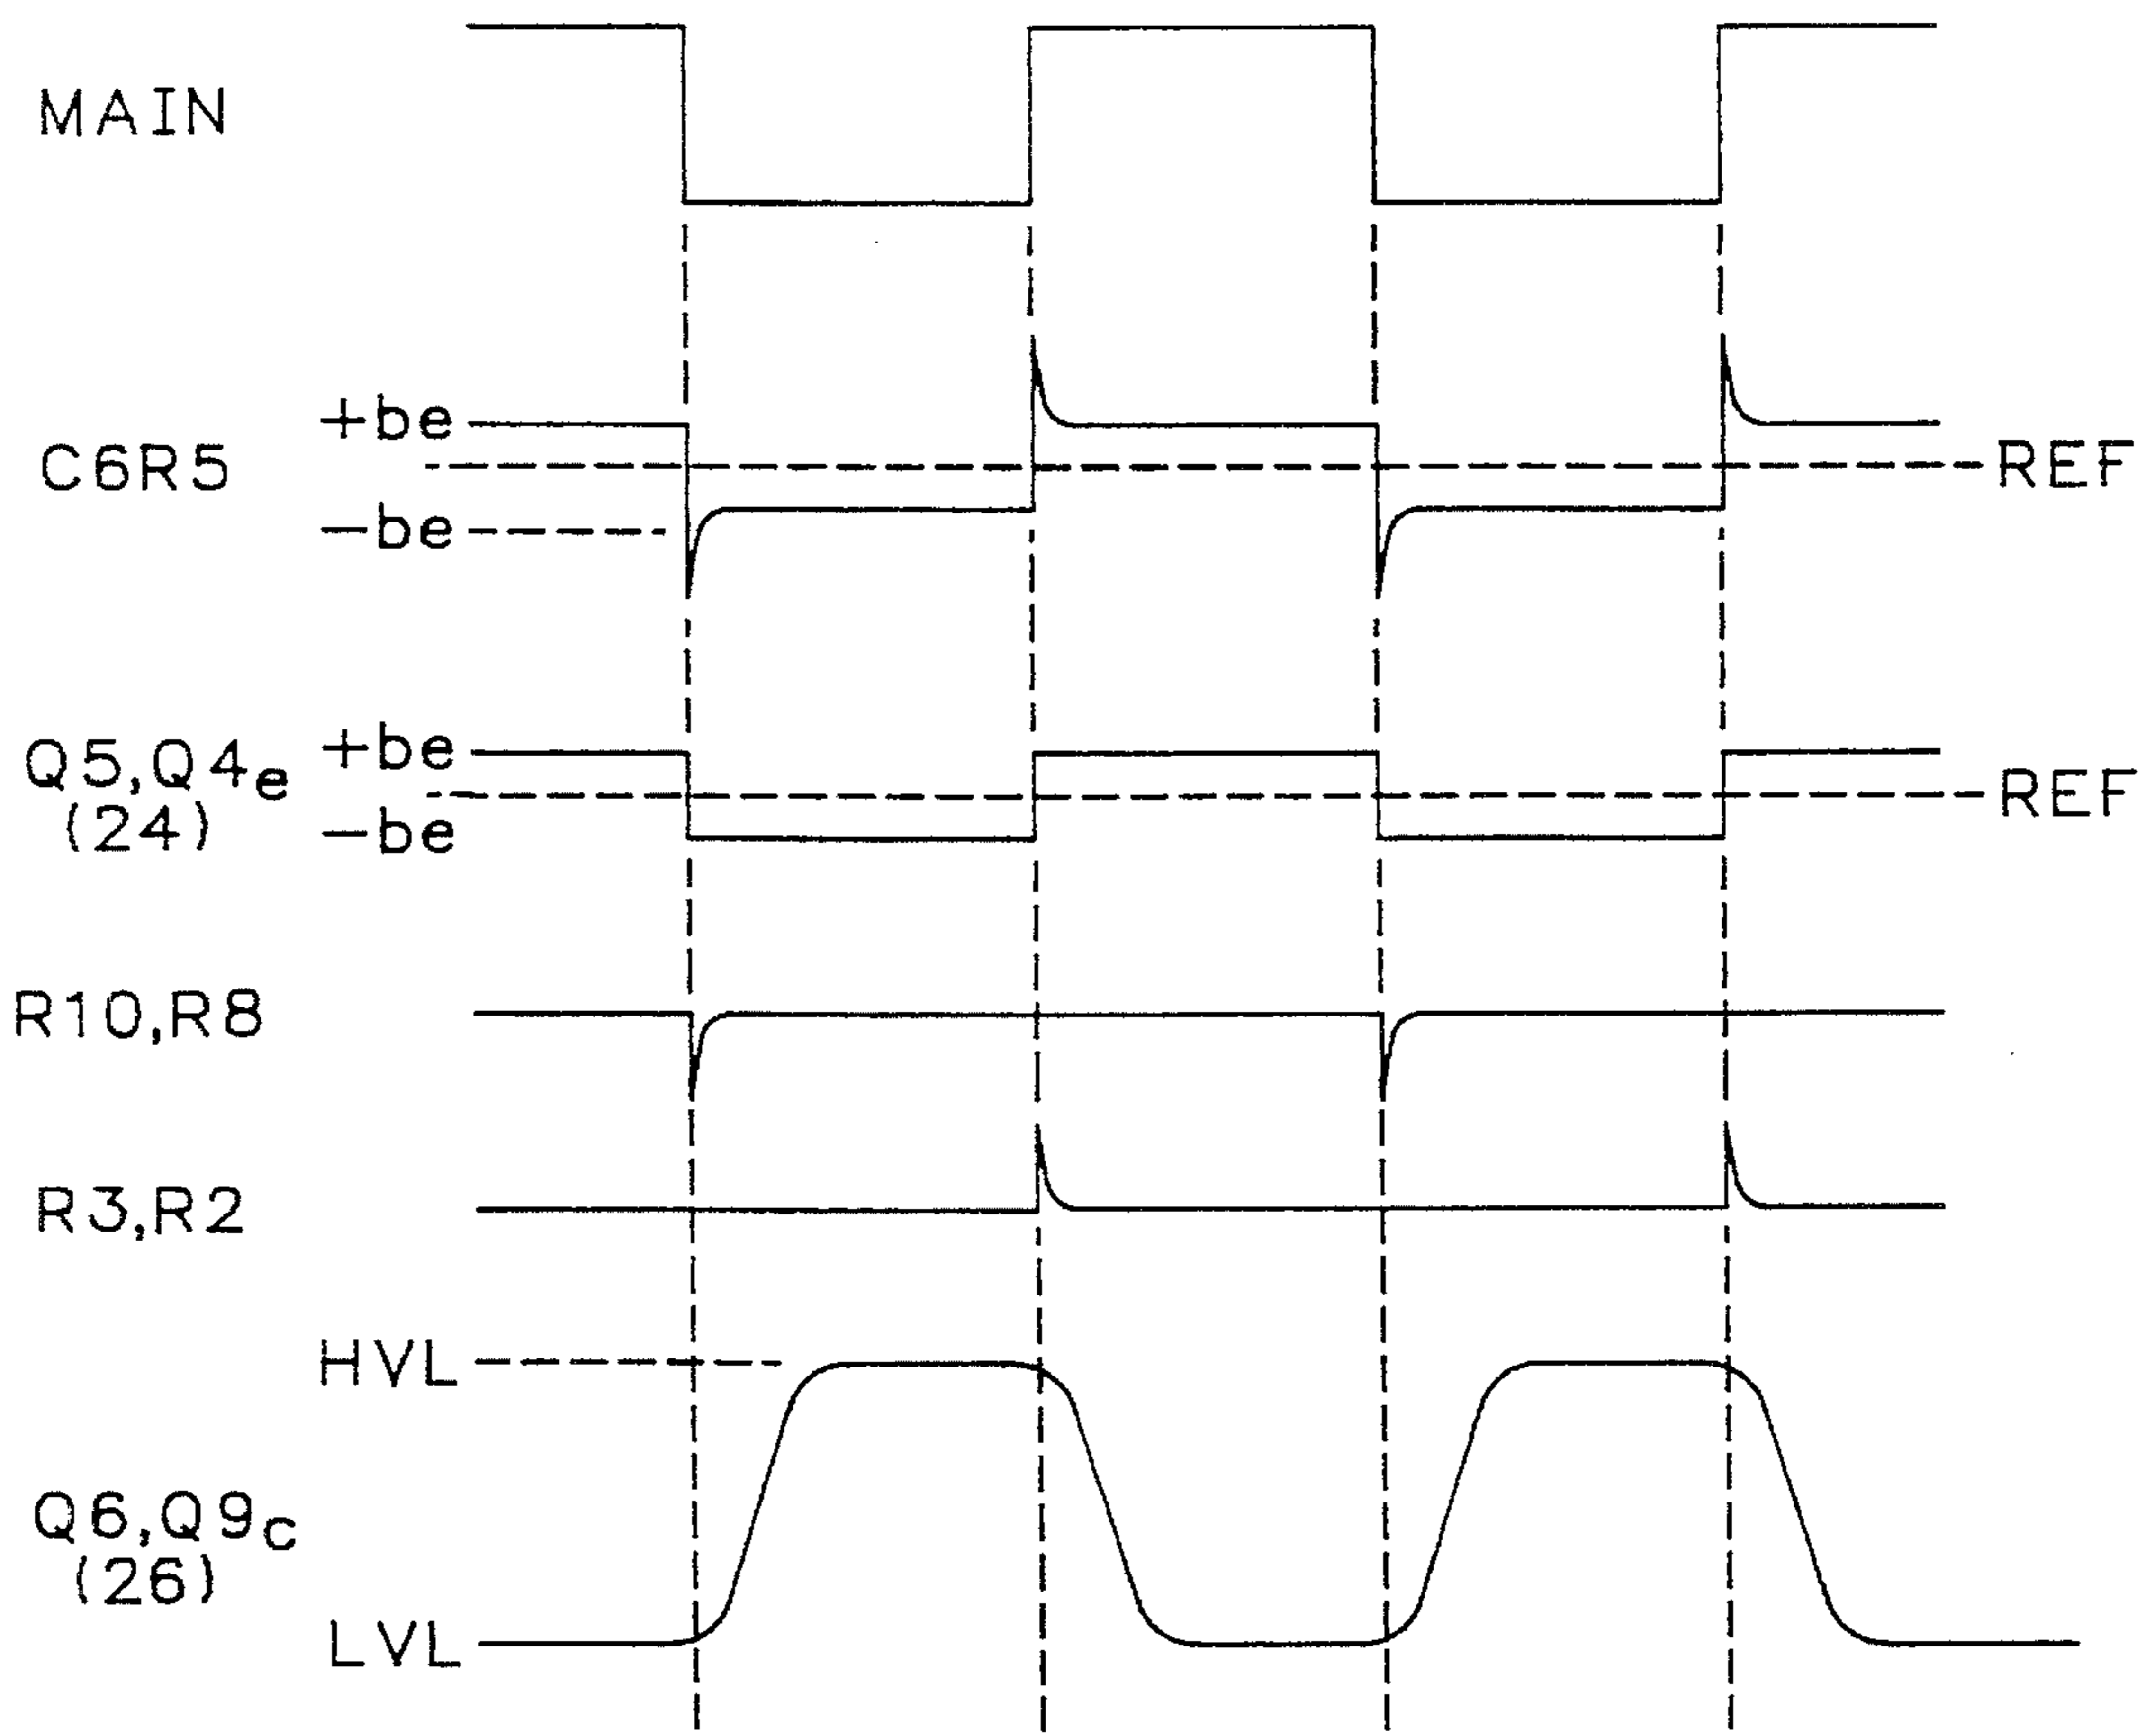 MAIN
+be
C6R5
REF
-be
+be
Q5,Q4e
REF
(24)
-be
R10,R8
R3,R2
HVL
Q6,Q9c
(26)
LVL